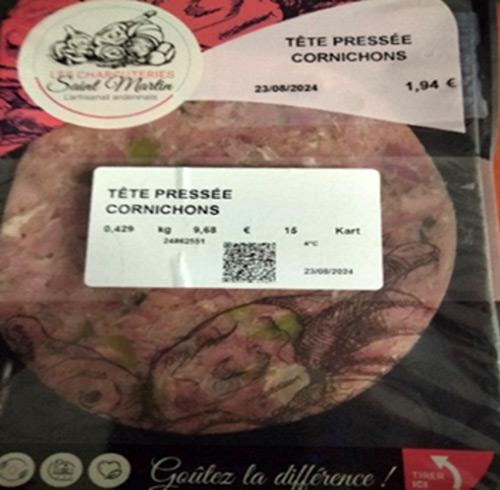 LES CHARCUTERIES
Saint Martin
L'artisanat ardennais
TÊTE PRESSÉE
CORNICHONS
23/08/2024 1,94 €
TÊTE PRESSÉE
CORNICHONS
0,429 kg 9,68 € 15 Kart
24862551 4°C
23/08/2024
Goûtez la différence !
TIRER
ICI